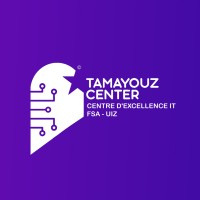 ©
TAMAYOUZ
CENTER
CENTRE D'EXCELLENCE IT
FSA - UIZ